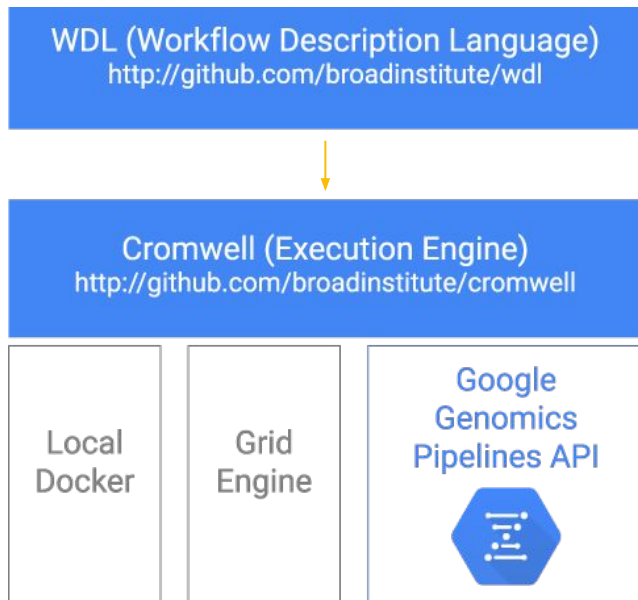 WDL (Workflow Description Language)
http://github.com/broadinstitute/wdl
Cromwell (Execution Engine)
http://github.com/broadinstitute/cromwell
Local
Docker
Grid
Engine
Google
Genomics
Pipelines API